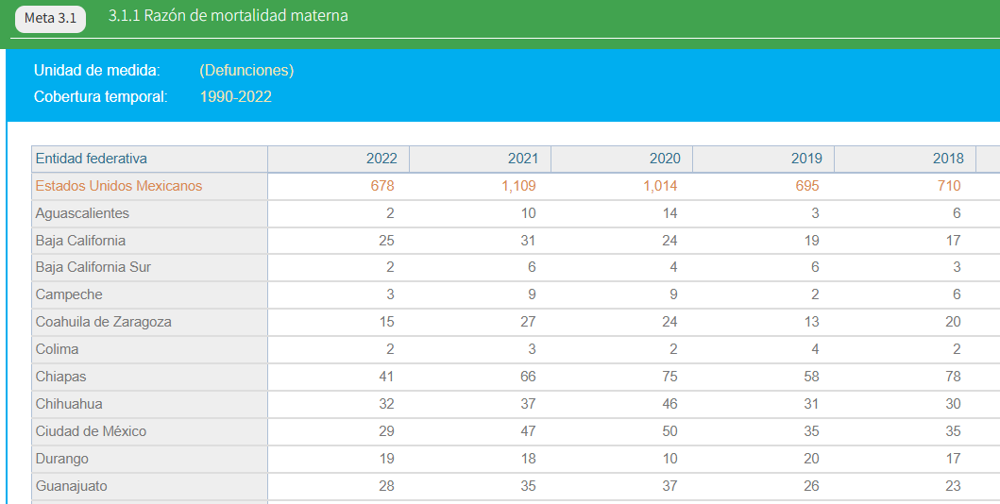 Meta 3.1 3.1.1 Razón de mortalidad materna
Unidad de medida: (Defunciones)
Cobertura temporal: 1990-2022
Entidad federativa 2022 2021 2020 2019 2018
Estados Unidos Mexicanos 678 1,109 1,014 695 710
Aguascalientes 2 10 14 3 6
Baja California 25 31 24 19 17
Baja California Sur 2 6 4 6 3
Campeche 3 9 9 2 6
Coahuila de Zaragoza 15 27 24 13 20
Colima 2 3 2 4 2
Chiapas 41 66 75 58 78
Chihuahua 32 37 46 31 30
Ciudad de México 29 47 50 35 35
Durango 19 18 10 20 17
Guanajuato 28 35 37 26 23